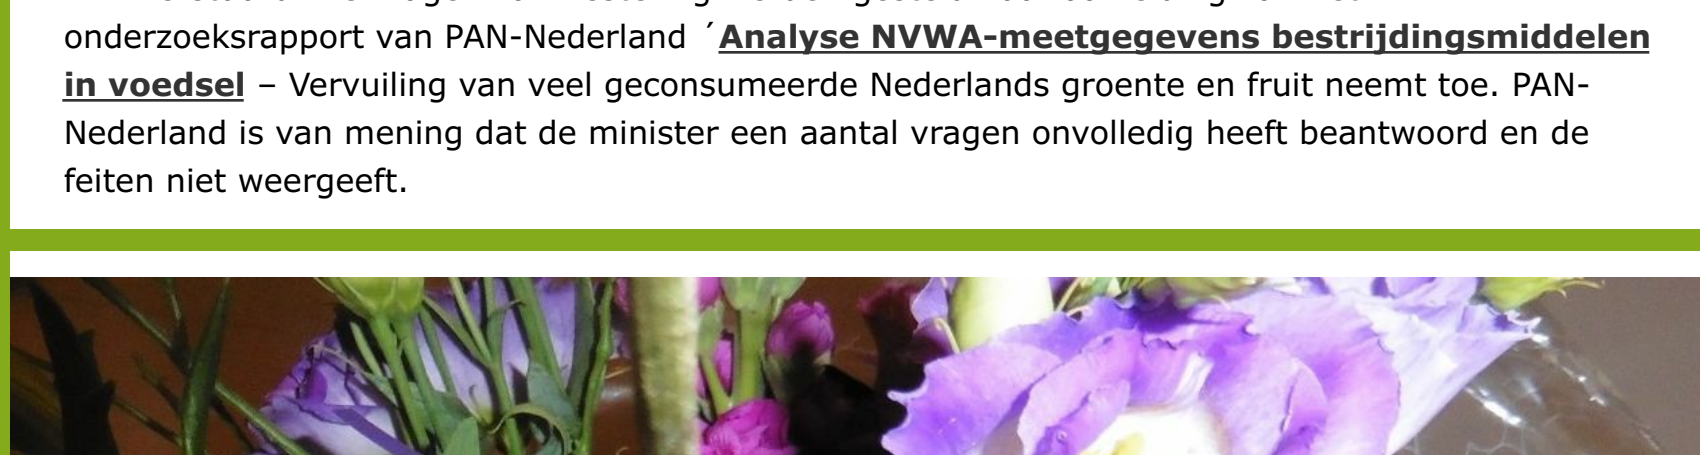 onderzoeksrapport van PAN-Nederland ´Analyse NVWA-meetgegevens bestrijdingsmiddelen
in voedsel – Vervuiling van veel geconsumeerde Nederlands groente en fruit neemt toe. PAN-
Nederland is van mening dat de minister een aantal vragen onvolledig heeft beantwoord en de
feiten niet weergeeft.